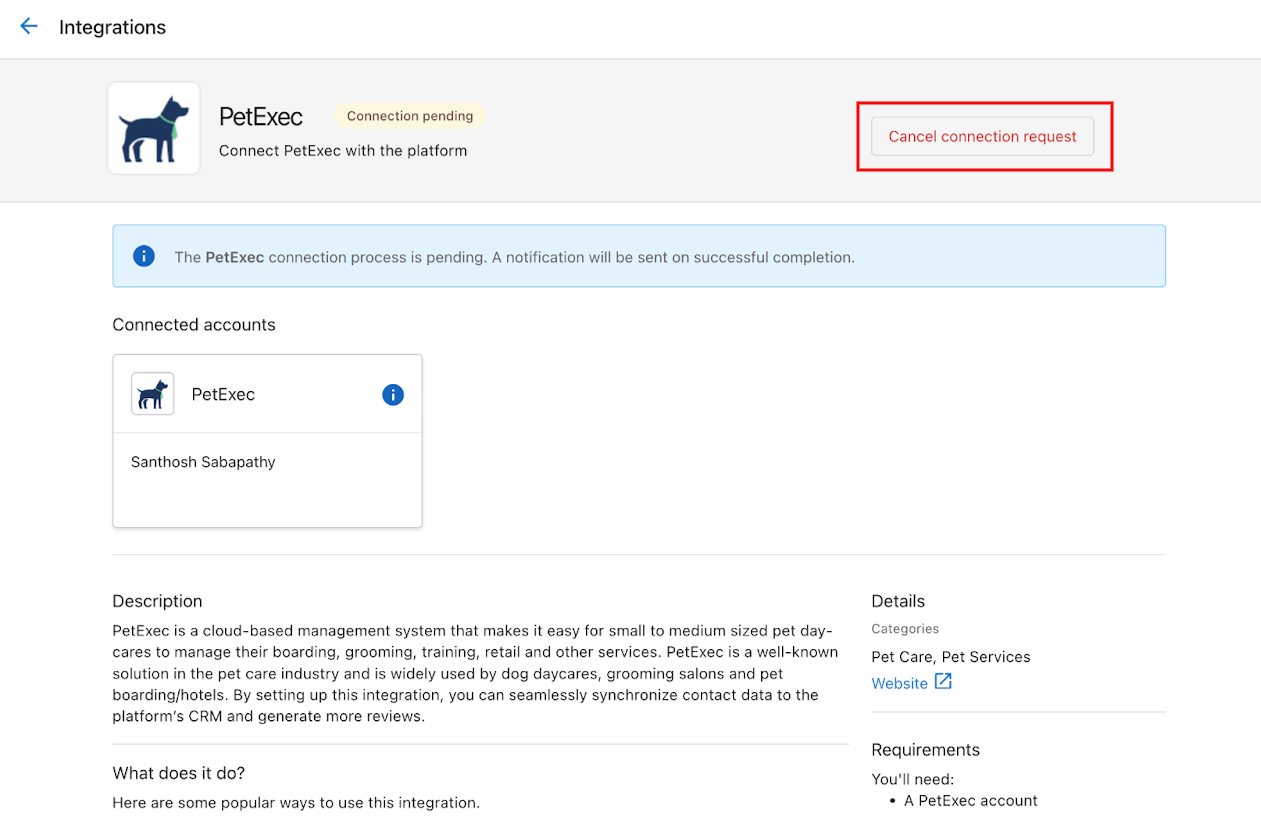 Integrations
PetExec
Connection pending
Connect PetExec with the platform
Cancel connection request
The PetExec connection process is pending. A notification will be sent on successful completion.
Connected accounts
PetExec
Santhosh Sabapathy
Description
PetExec is a cloud-based management system that makes it easy for small to medium sized pet day-
cares to manage their boarding, grooming, training, retail and other services. PetExec is a well-known
solution in the pet care industry and is widely used by dog daycares, grooming salons and pet
boarding/hotels. By setting up this integration, you can seamlessly synchronize contact data to the
platform's CRM and generate more reviews.
What does it do?
Here are some popular ways to use this integration.
Details
Categories
Pet Care, Pet Services
Website
Requirements
You'll need:
• A PetExec account